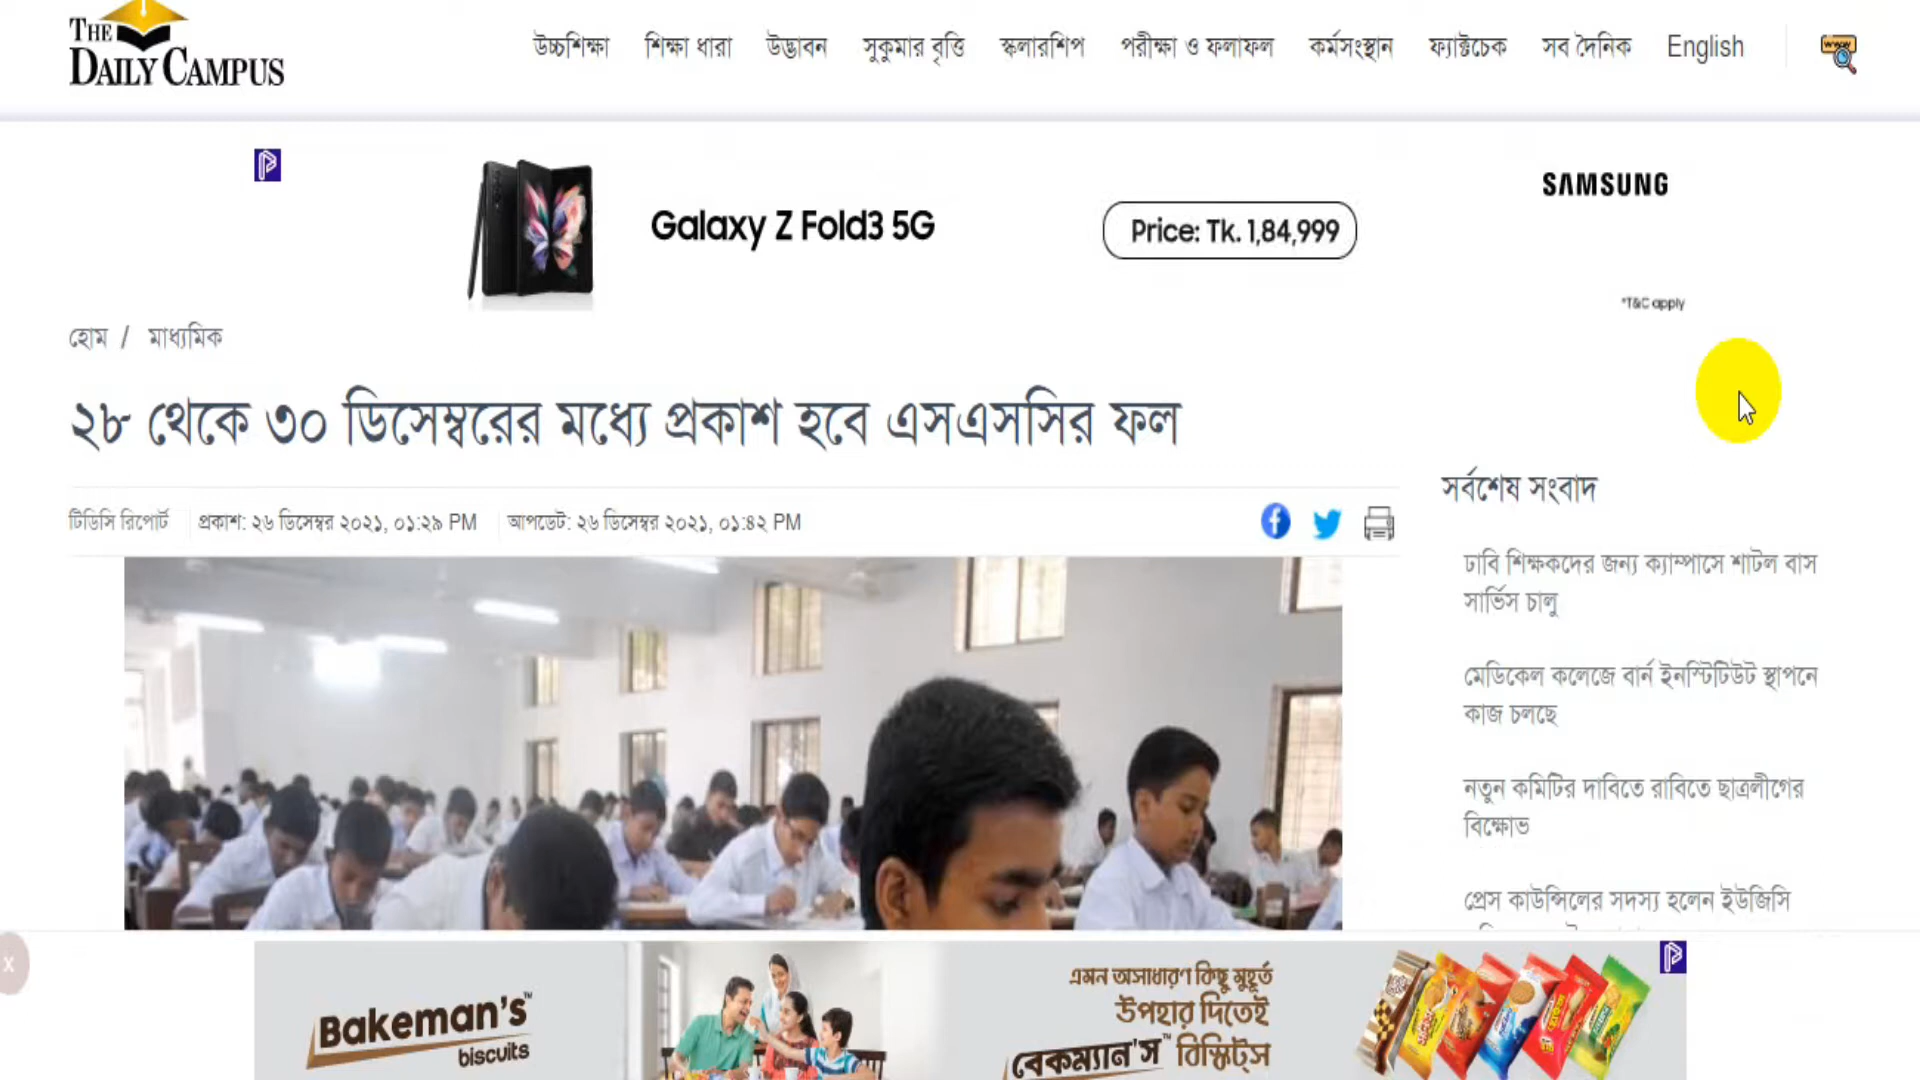 THE
DAILY CAMPUS
উচ্চশিক্ষা শিক্ষা ধারা উদ্ভাবন সুকুমার বৃত্তি স্কলারশিপ পরীক্ষা ও ফলাফল কর্মসংস্থান ফ্যাক্টচেক সব দৈনিক English
SAMSUNG
Galaxy Z Fold3 5G
Price: Tk. 1,84,999
*T&C apply
হোম / মাধ্যমিক
২৮ থেকে ৩০ ডিসেম্বরের মধ্যে প্রকাশ হবে এসএসসির ফল
টিডিসি রিপোর্ট প্রকাশ: ২৬ ডিসেম্বর ২০২১, ০১:২৯ PM আপডেট: ২৬ ডিসেম্বর ২০২১, ০১:৪২ PM
সর্বশেষ সংবাদ
ঢাবি শিক্ষকদের জন্য ক্যাম্পাসে শাটল বাস
সার্ভিস চালু
মেডিকেল কলেজে বার্ন ইনস্টিটিউট স্থাপনে
কাজ চলছে
নতুন কমিটির দাবিতে রাবিতে ছাত্রলীগের
বিক্ষোভ
প্রেস কাউন্সিলের সদস্য হলেন ইউজিসি
x
Bakeman's™
biscuits
এমন অসাধারণ কিছু মুহূর্ত
উপহার দিতেই
বেকম্যান'স™ বিস্কিটস